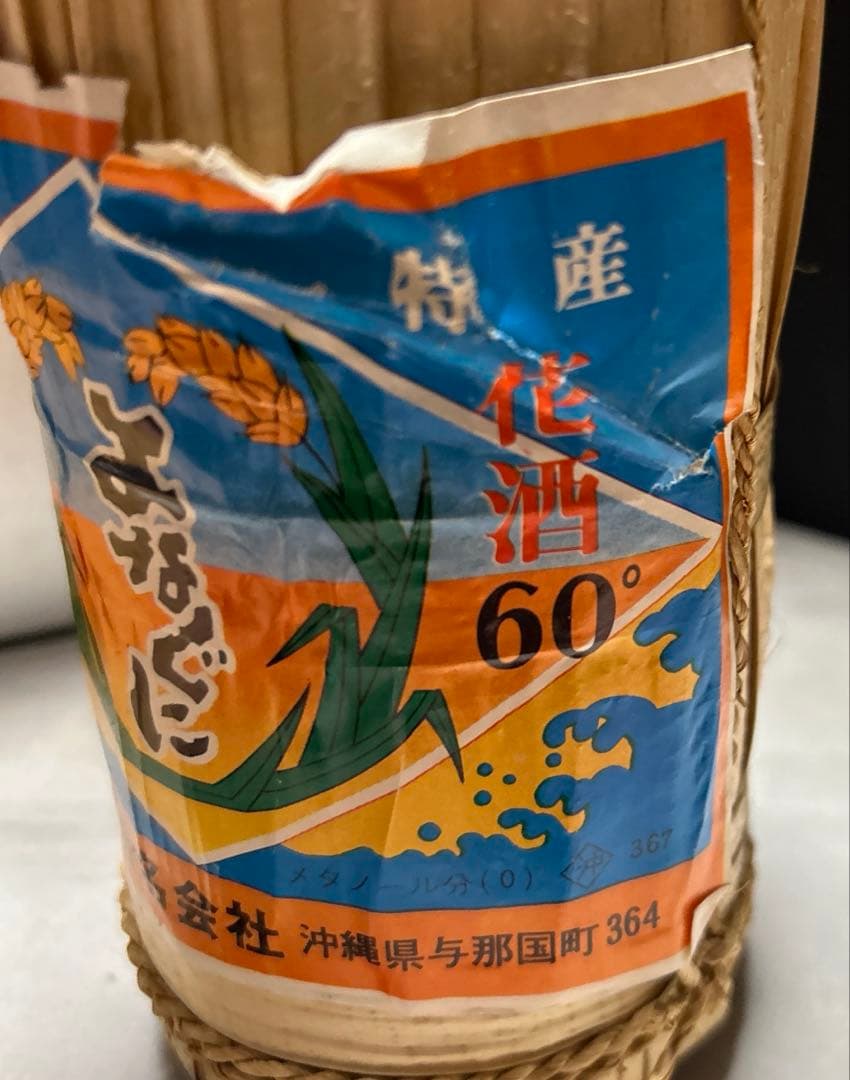 特産
花酒
60°
よなぐに
メタノール分(0) 沖 367
名会社 沖縄県与那国町364